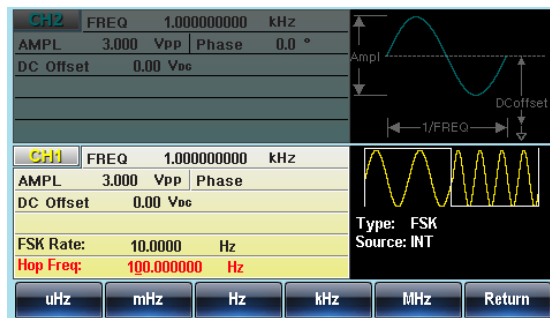 CH2 FREQ 1.000000000 kHz
AMPL 3.000 Vpp Phase 0.0 °
DC Offset 0.00 VDC
Ampl
DCoffset
1/FREQ
CH1 FREQ 1.000000000 kHz
AMPL 3.000 Vpp Phase
DC Offset 0.00 VDC
Type: FSK
FSK Rate: 10.0000 Hz
Source: INT
Hop Freq: 100.000000 Hz
uHz mHz Hz kHz MHz Return